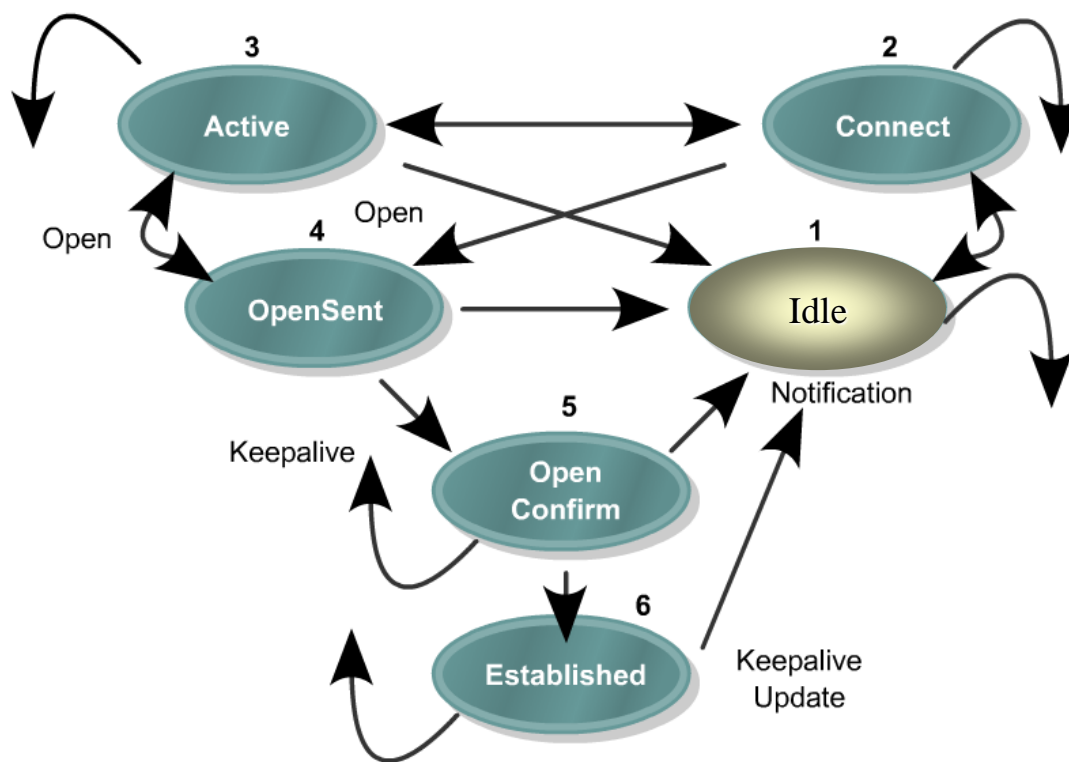 3
2
Active
Connect
Open
Open
4
1
OpenSent
Idle
Notification
5
Keepalive
Open
Confirm
6
Established
Keepalive
Update